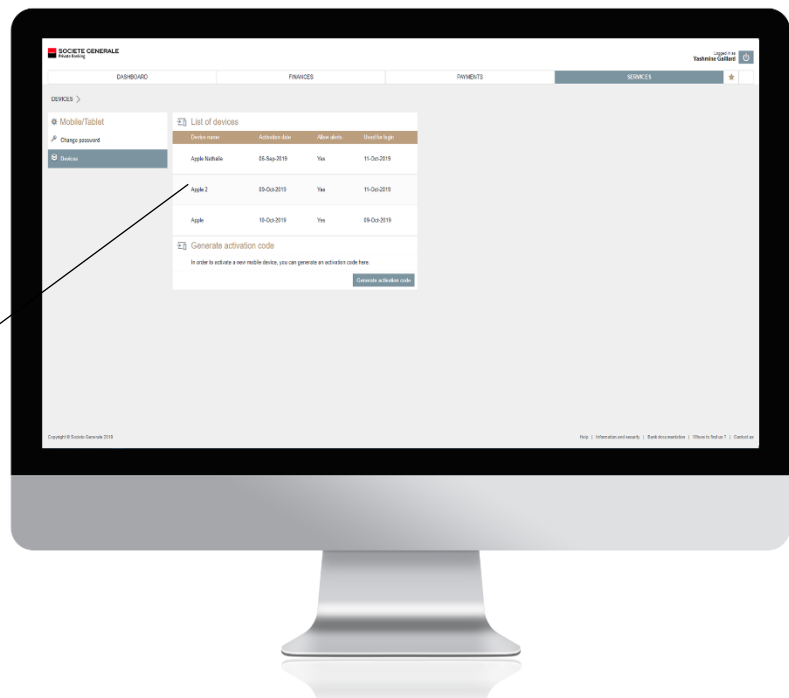 SOCIETE GENERALE
Private Banking
Logged in as
Yashmine Gaillard
DASHBOARD FINANCES PAYMENTS SERVICES
DEVICES >
Mobile/Tablet
Change password
Devices
List of devices
Device name Activation date Allow alerts Used for login
Apple Nathalie 05-Sep-2019 Yes 11-Oct-2019
Apple 2 09-Oct-2019 Yes 11-Oct-2019
Apple 10-Oct-2019 Yes 09-Oct-2019
Generate activation code
In order to activate a new mobile device, you can generate an activation code here.
Generate activation code
Copyright © Societe Generale 2019
Help | Information and security | Bank documentation | Where to find us ? | Contact us